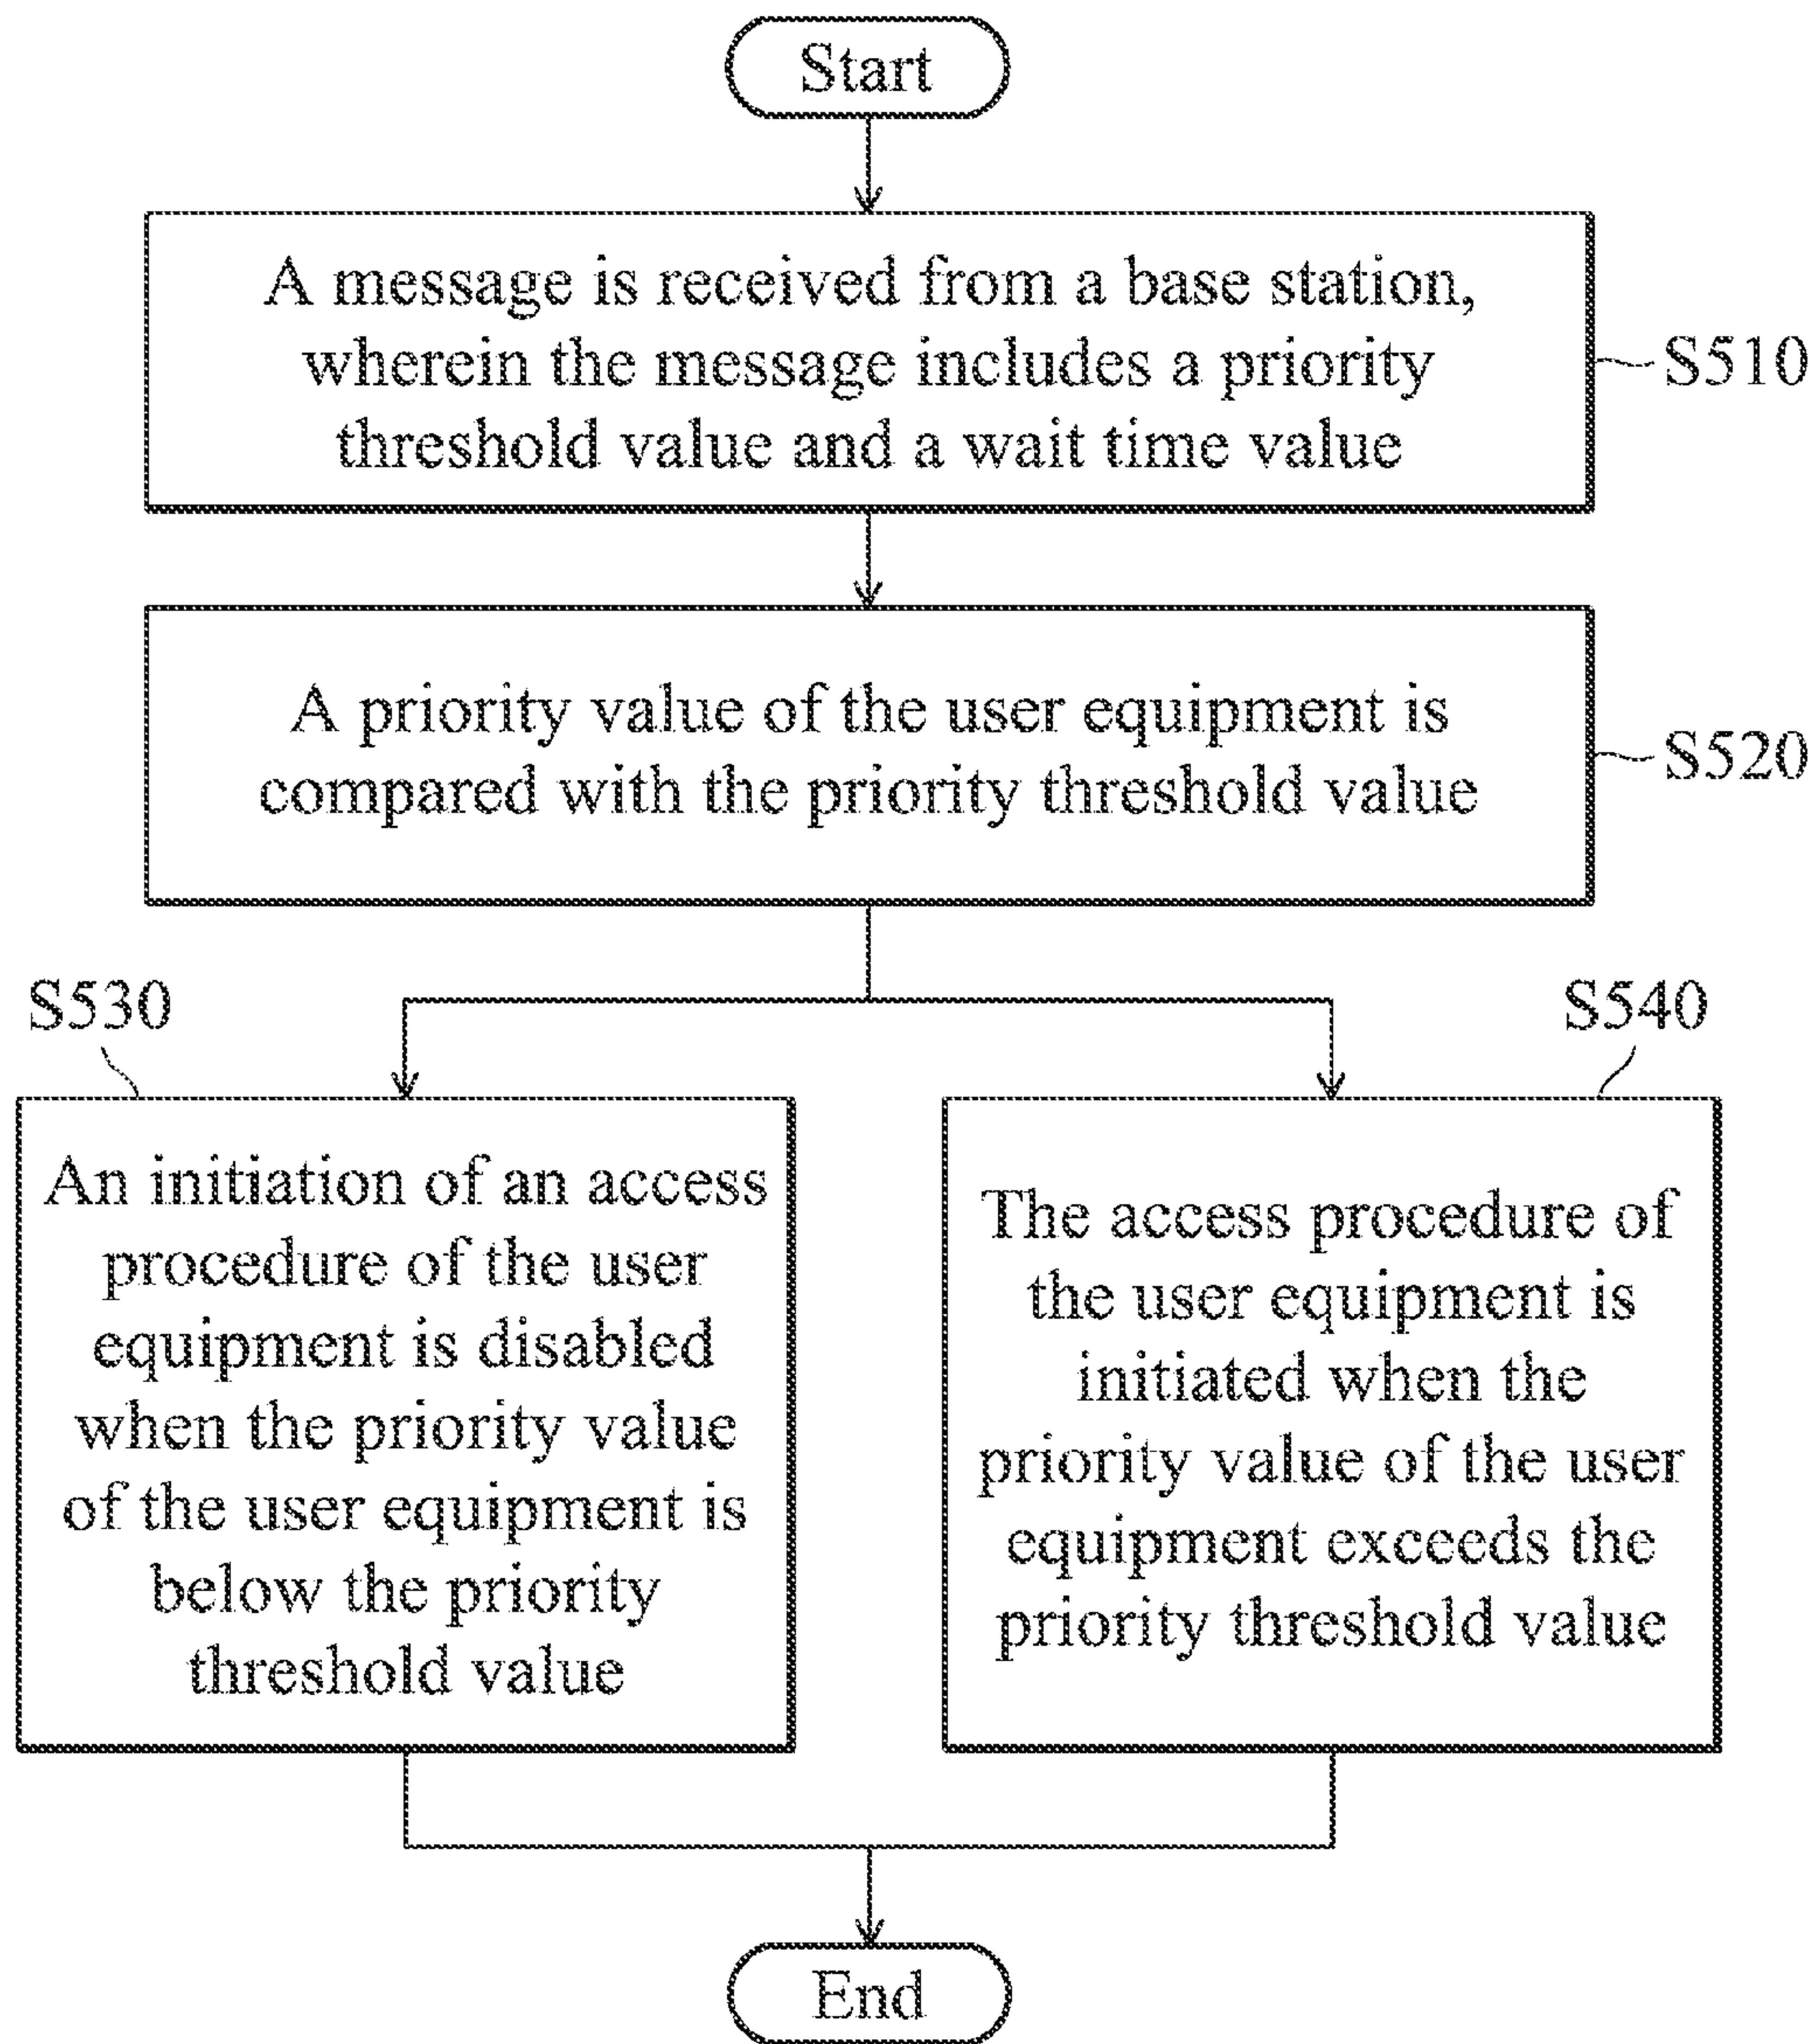 Start
A message is received from a base station,
wherein the message includes a priority
threshold value and a wait time value
S510
A priority value of the user equipment is
compared with the priority threshold value
S520
S530
An initiation of an access
procedure of the user
equipment is disabled
when the priority value
of the user equipment is
below the priority
threshold value
S540
The access procedure of
the user equipment is
initiated when the
priority value of the user
equipment exceeds the
priority threshold value
End